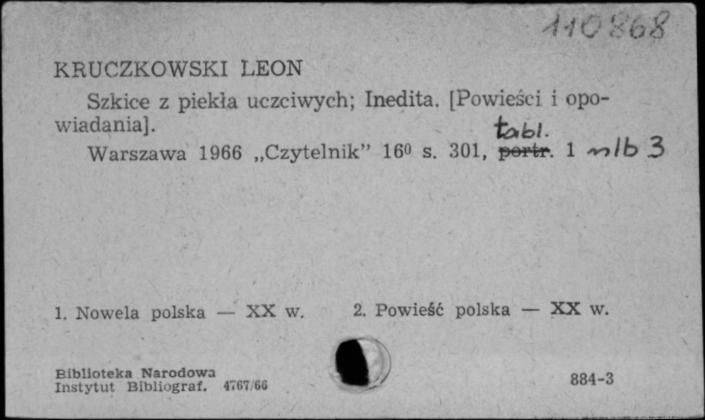 110868
KRUCZKOWSKI LEON
Szkice z piekła uczciwych; Inedita. [Powieści i opo-
wiadania].
tabl.
Warszawa 1966 „Czytelnik” 16⁰ s. 301, portr. 1 nlb 3
1. Nowela polska — XX w. 2. Powieść polska — XX w.
Biblioteka Narodowa
Instytut Bibliograf. 4767/66
884-3